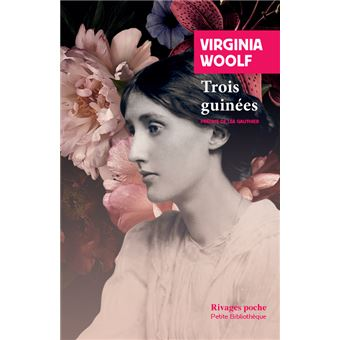 VIRGINIA
WOOLF
Trois
guinées
PRÉFACE DE LÉA GAUTHIER
Rivages poche
Petite Bibliothèque